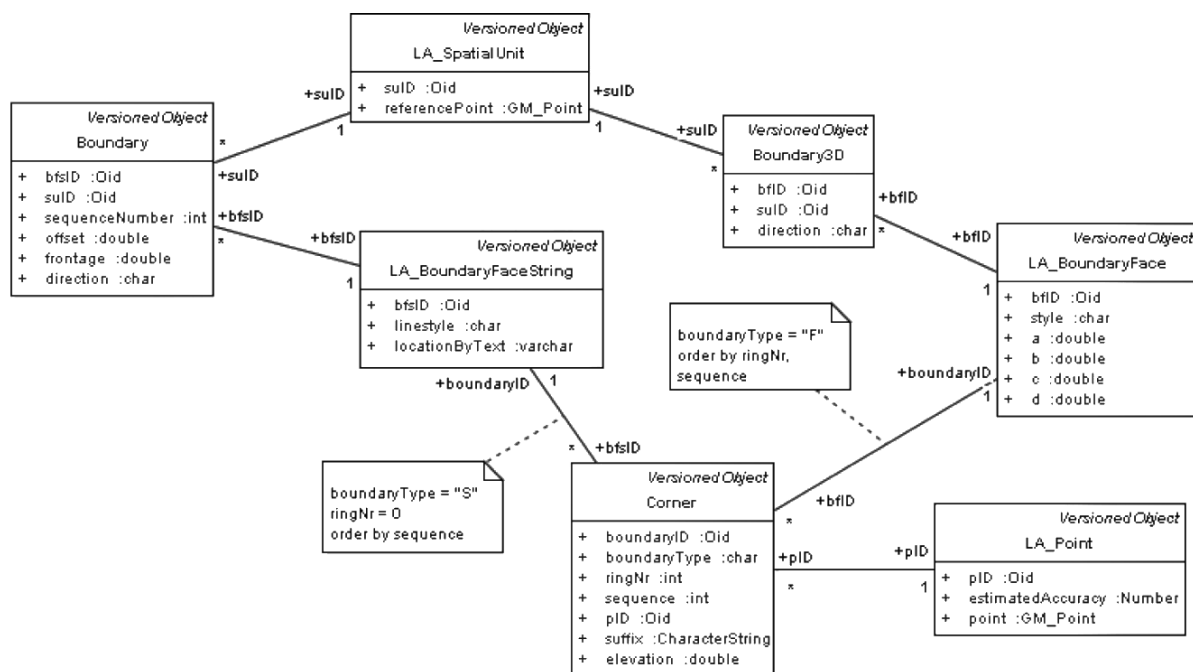 Versioned Object
LA_SpatialUnit
+ suID :Oid
+ referencePoint :GM_Point
+suID
1
+suID
1
Versioned Object
Boundary
+ bfsID :Oid
+ suID :Oid
+ sequenceNumber :int
+ offset :double
+ frontage :double
+ direction :char
*
+suID
+bfsID
*
+suID
*
Versioned Object
Boundary3D
+ bfID :Oid
+ suID :Oid
+ direction :char
+bfID
*
+bfsID
1
Versioned Object
LA_BoundaryFaceString
+ bfsID :Oid
+ linestyle :char
+ locationByText :varchar
+bfID
1
Versioned Object
LA_BoundaryFace
+ bfID :Oid
+ style :char
+ a :double
+ b :double
+ c :double
+ d :double
boundaryType = "F"
order by ringNr,
sequence
+boundaryID
1
+boundaryID
1
* +bfsID
boundaryType = "S"
ringNr = 0
order by sequence
Versioned Object
Corner
+ boundaryID :Oid
+ boundaryType :char
+ ringNr :int
+ sequence :int
+ pID :Oid
+ suffix :CharacterString
+ elevation :double
+bfID
*
+pID
*
+pID
1
Versioned Object
LA_Point
+ pID :Oid
+ estimatedAccuracy :Number
+ point :GM_Point